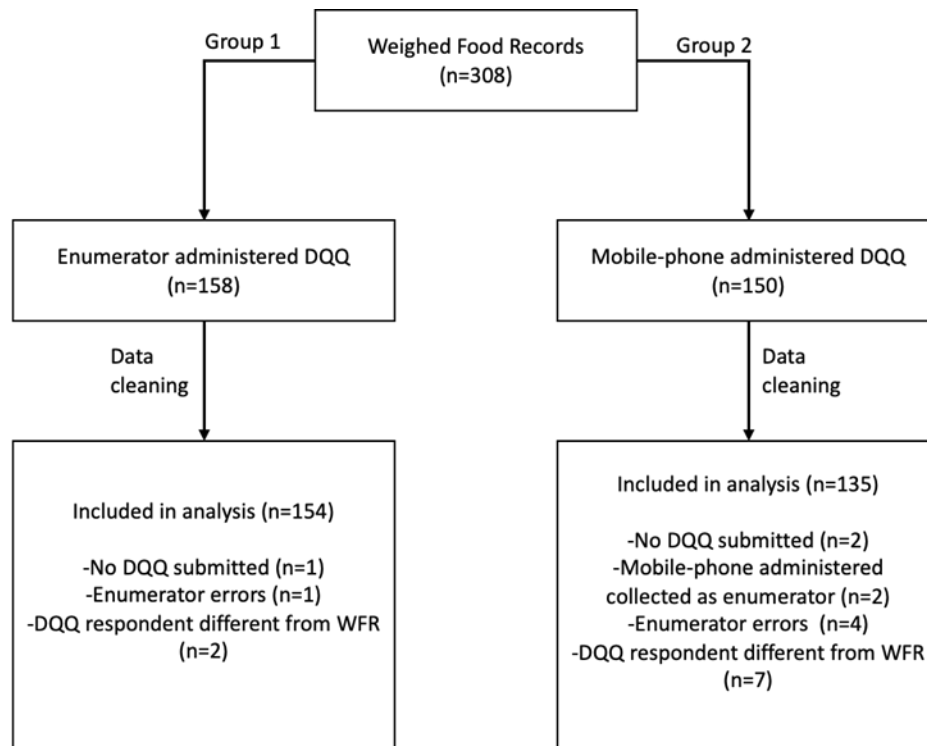 Group 1
Weighed Food Records
(n=308)
Group 2
Enumerator administered DQQ
(n=158)
Mobile-phone administered DQQ
(n=150)
Data
cleaning
Data
cleaning
Included in analysis (n=154)
-No DQQ submitted (n=1)
-Enumerator errors (n=1)
-DQQ respondent different from WFR
(n=2)
Included in analysis (n=135)
-No DQQ submitted (n=2)
-Mobile-phone administered
collected as enumerator (n=2)
-Enumerator errors  (n=4)
-DQQ respondent different from WFR
(n=7)